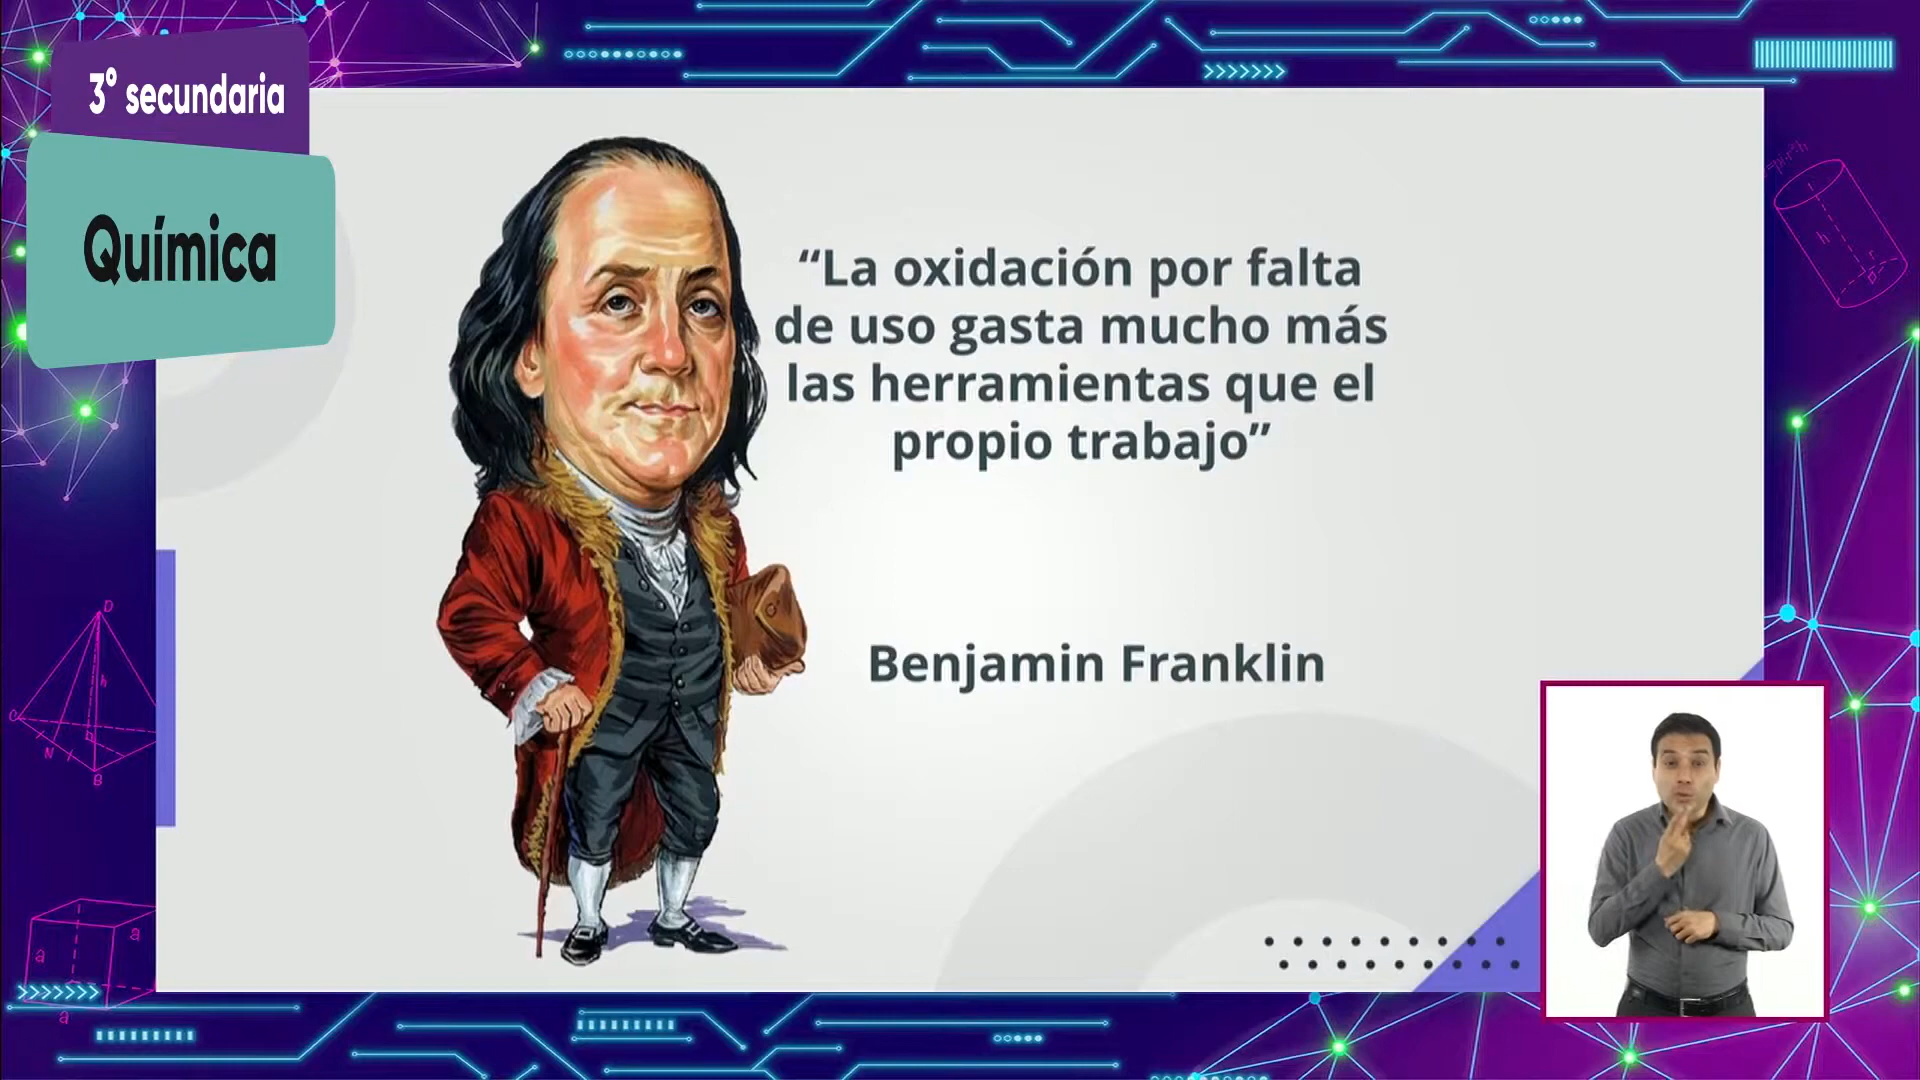 3° secundaria
Química
“La oxidación por falta
de uso gasta mucho más
las herramientas que el
propio trabajo”
Benjamin Franklin
D
h
C
N
B
a
a
a